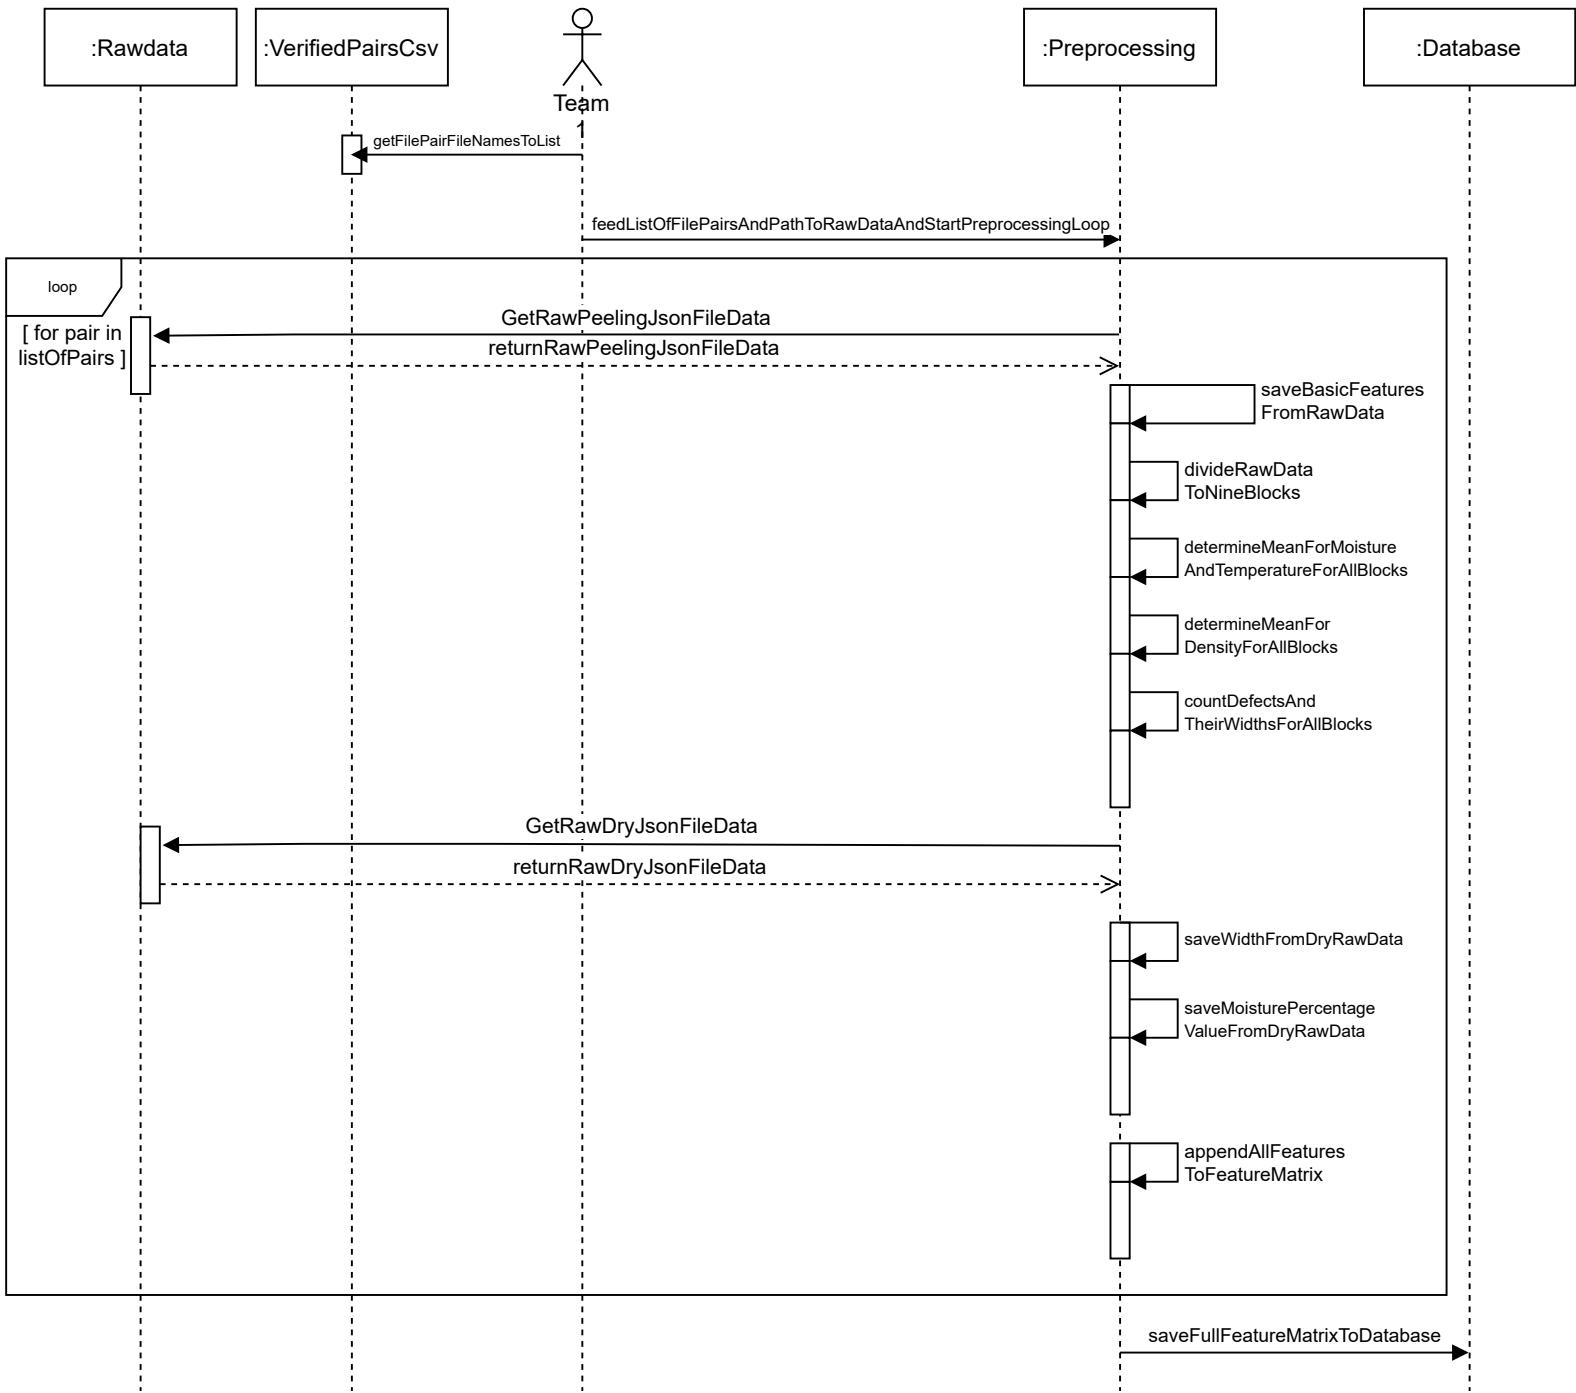 :Rawdata
:VerifiedPairsCsv
Team
1
:Preprocessing
:Database
getFilePairFileNamesToList
feedListOfFilePairsAndPathToRawDataAndStartPreprocessingLoop
loop
[ for pair in
listOfPairs ]
GetRawPeelingJsonFileData
returnRawPeelingJsonFileData
saveBasicFeatures
FromRawData
divideRawData
ToNineBlocks
determineMeanForMoisture
AndTemperatureForAllBlocks
determineMeanFor
DensityForAllBlocks
countDefectsAnd
TheirWidthsForAllBlocks
GetRawDryJsonFileData
returnRawDryJsonFileData
saveWidthFromDryRawData
saveMoisturePercentage
ValueFromDryRawData
appendAllFeatures
ToFeatureMatrix
saveFullFeatureMatrixToDatabase